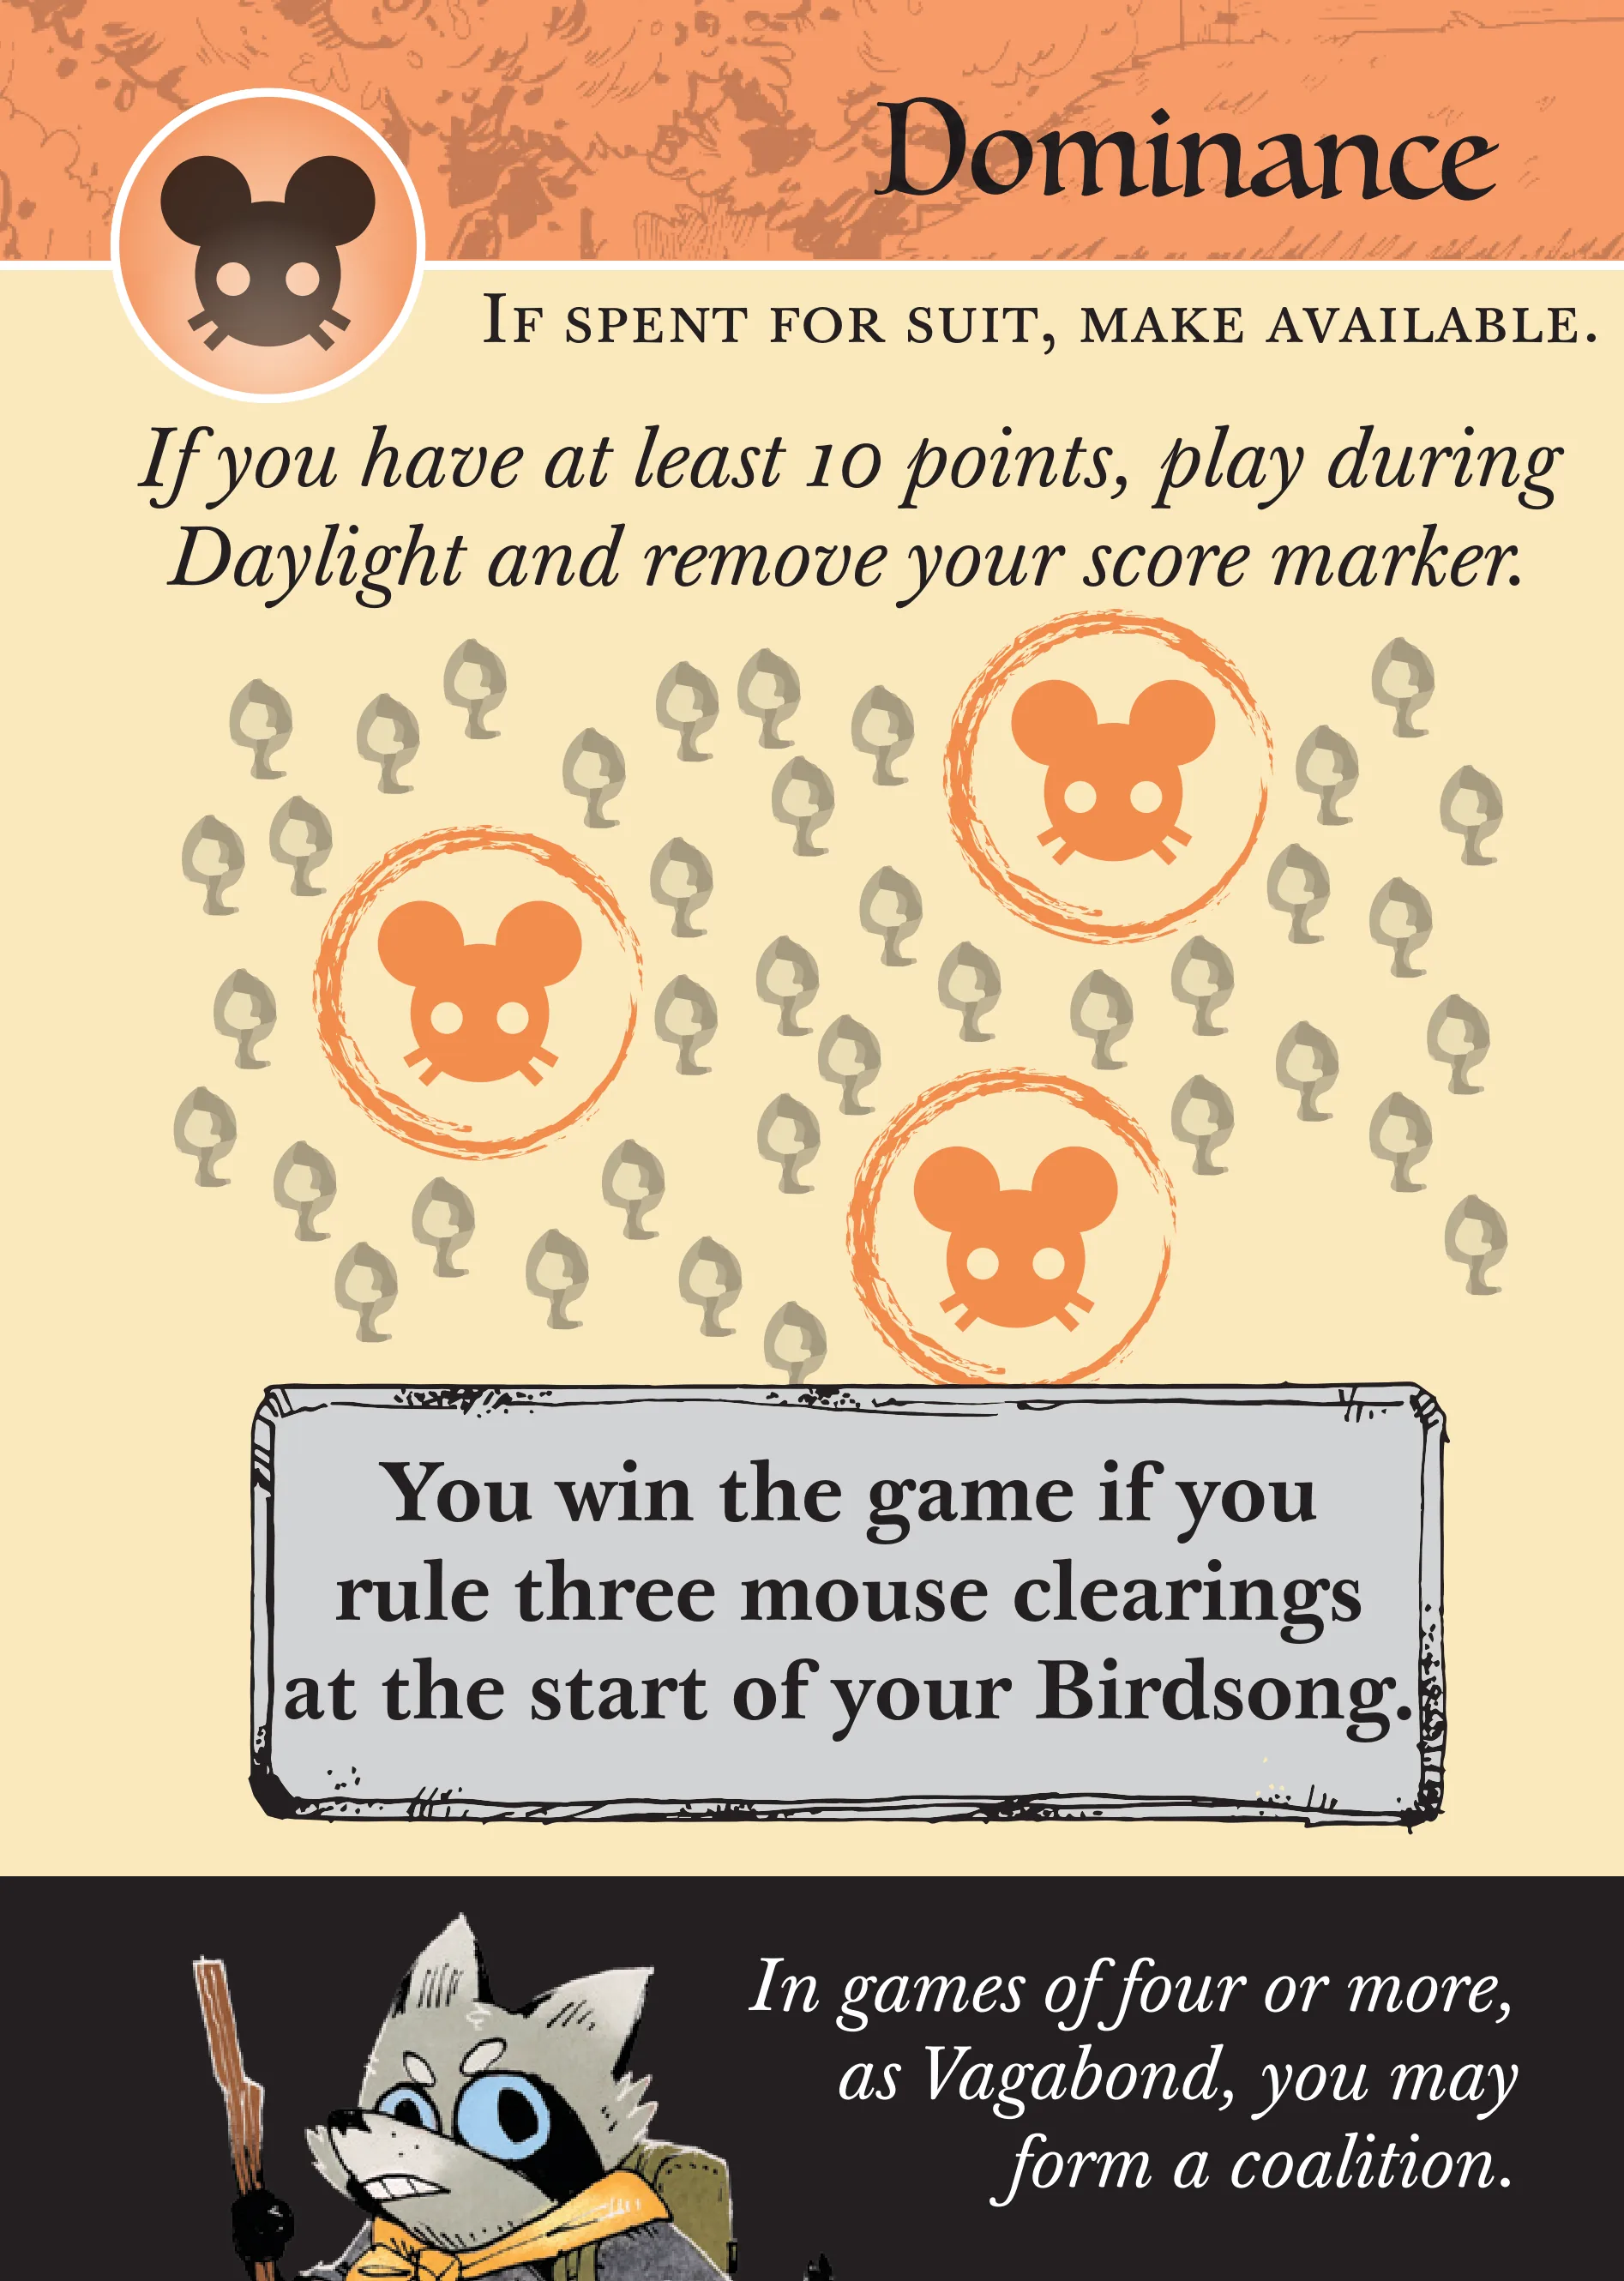 Dominance
If spent for suit, make available.
If you have at least 10 points, play during
Daylight and remove your score marker.
You win the game if you
rule three mouse clearings
at the start of your Birdsong.
In games of four or more,
as Vagabond, you may
form a coalition.